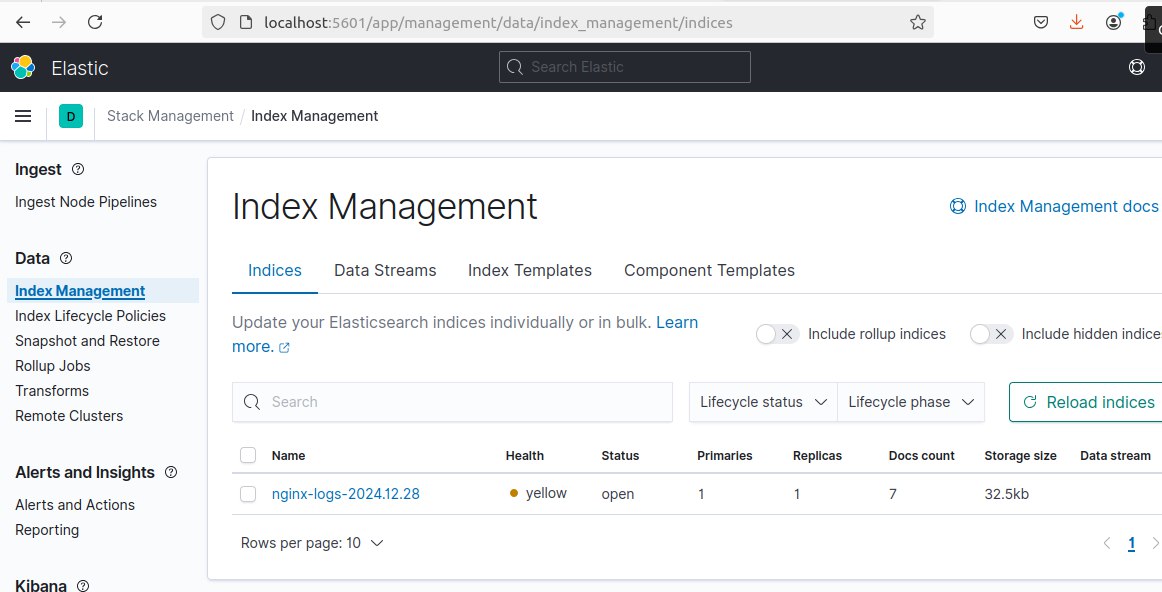 localhost:5601/app/management/data/index_management/indices
Elastic
Search Elastic
D
Stack Management / Index Management
Ingest
Ingest Node Pipelines
Data
Index Management
Index Lifecycle Policies
Snapshot and Restore
Rollup Jobs
Transforms
Remote Clusters
Alerts and Insights
Alerts and Actions
Reporting
Kibana
Index Management
Index Management docs
Indices Data Streams Index Templates Component Templates
Update your Elasticsearch indices individually or in bulk. Learn
more.
Include rollup indices Include hidden indice
Search
Lifecycle status Lifecycle phase
Reload indices
Name Health Status Primaries Replicas Docs count Storage size Data stream
nginx-logs-2024.12.28 yellow open 1 1 7 32.5kb
Rows per page: 10
1